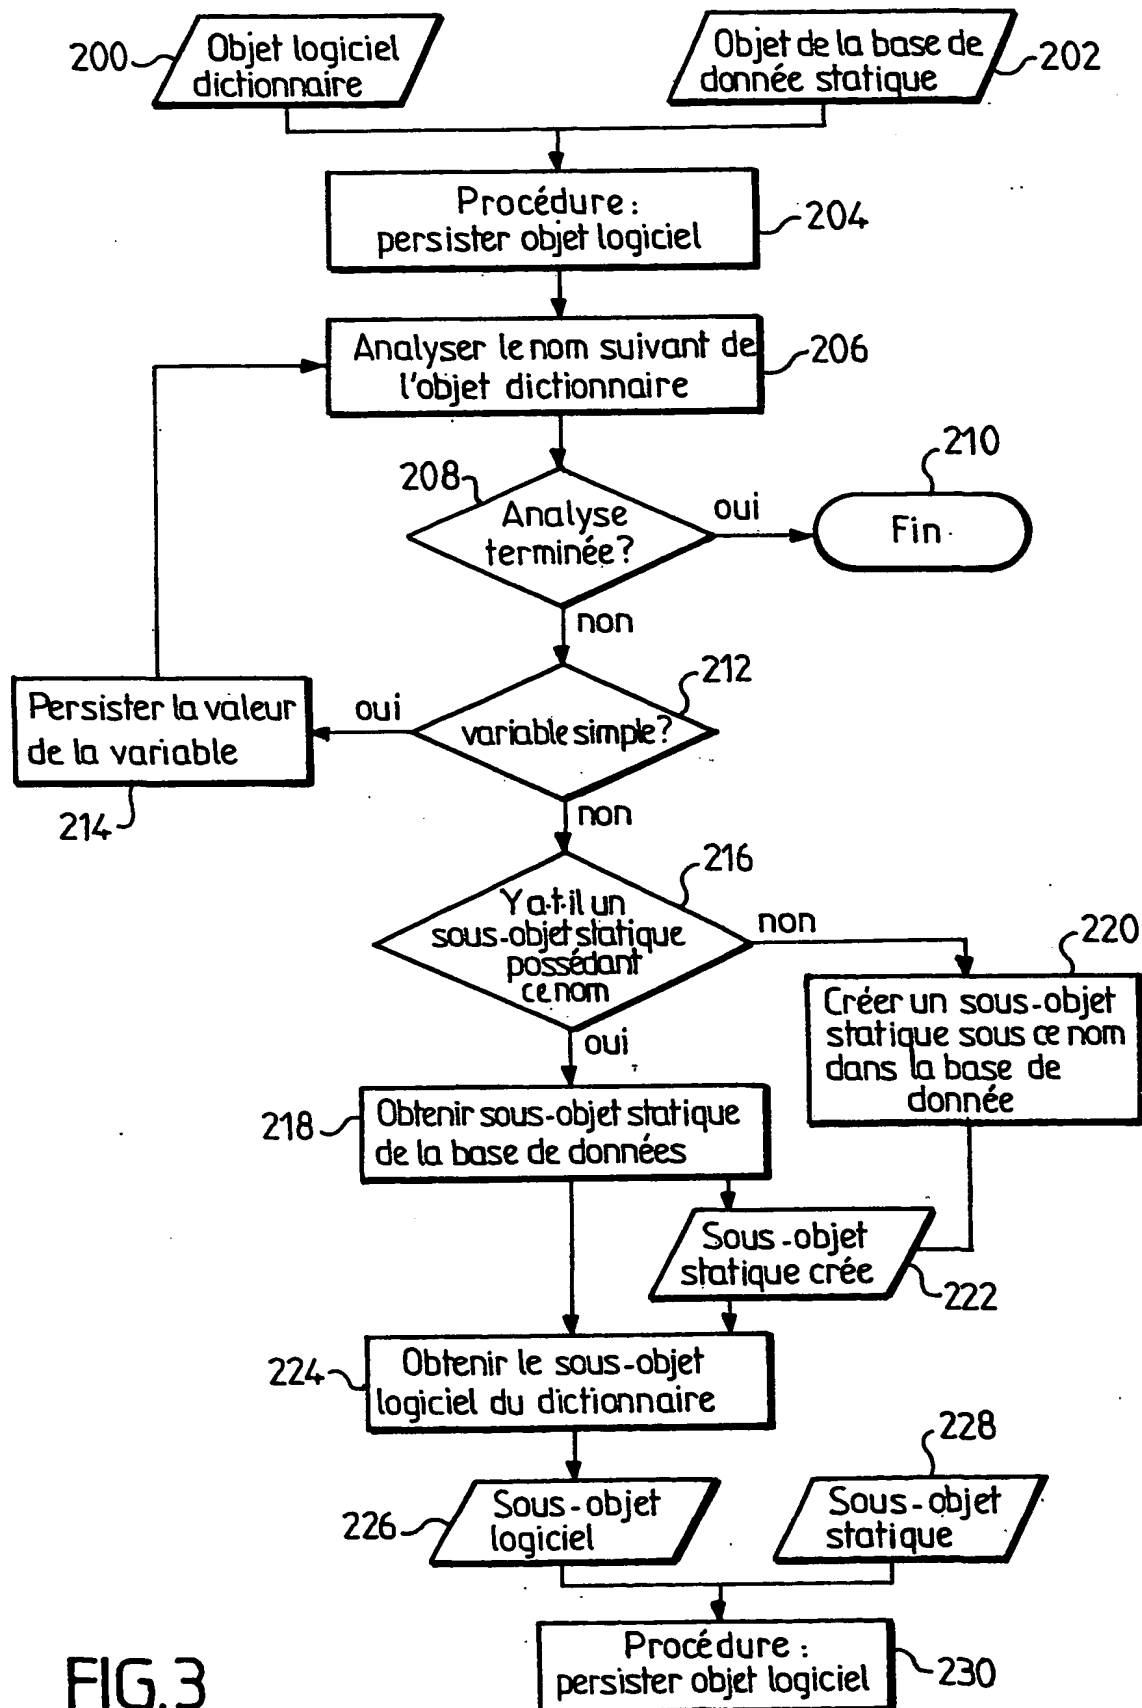 200
Objet logiciel
dictionnaire
Objet de la base de
donnée statique
202
Procédure :
persister objet logiciel
204
Analyser le nom suivant de
l'objet dictionnaire
206
208
Analyse
terminée?
oui
210
Fin
non
212
variable simple?
oui
Persister la valeur
de la variable
214
non
216
Y a-t-il un
sous-objet statique
possédant
ce nom
non
220
Créer un sous-objet
statique sous ce nom
dans la base de
donnée
oui
218
Obtenir sous-objet statique
de la base de données
Sous-objet
statique crée
222
224
Obtenir le sous-objet
logiciel du dictionnaire
226
Sous-objet
logiciel
228
Sous-objet
statique
Procédure :
persister objet logiciel
230
FIG.3